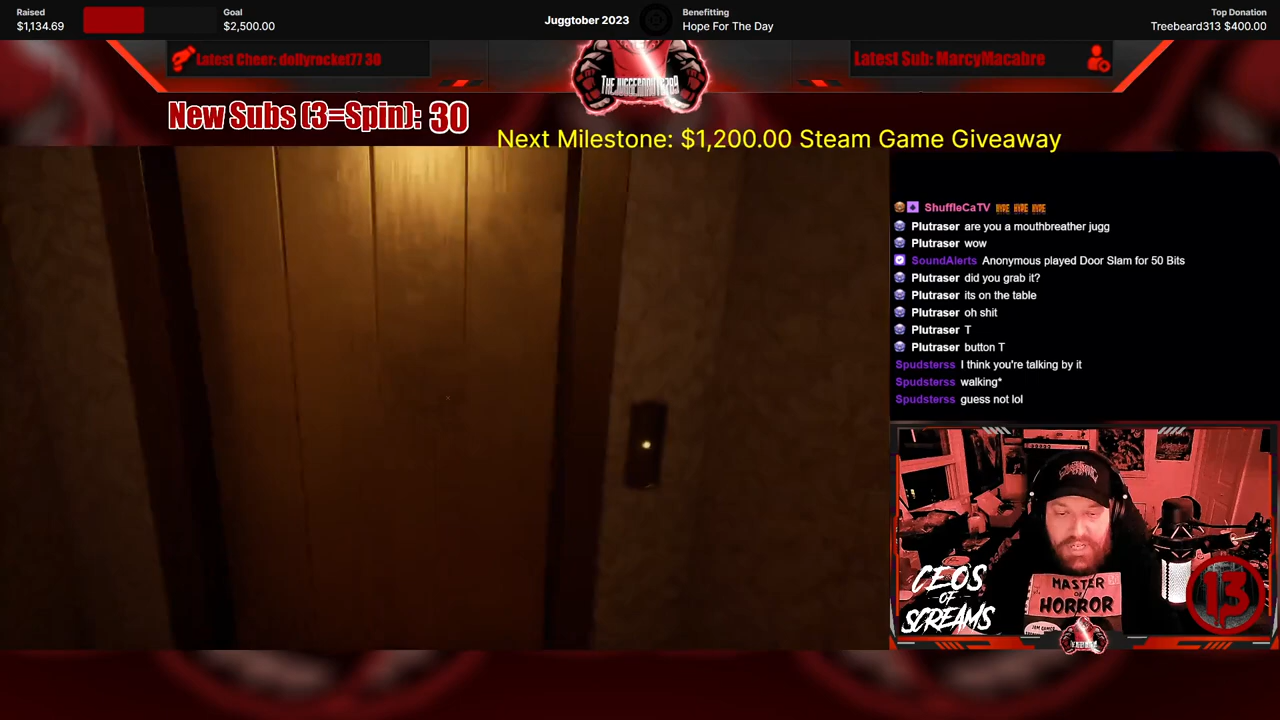 Raised
$1,134.69
Goal
$2,500.00
Juggtober 2023
Benefitting
Hope For The Day
Top Donation
Treebeard313 $400.00
Latest Cheer: dollyrocket77 30
THEJUGGERNAUT5789
Latest Sub: MarcyMacabre
New Subs (3=Spin): 30
Next Milestone: $1,200.00 Steam Game Giveaway
ShuffleCaTV HYPE HYPE HYPE
Plutraser are you a mouthbreather jugg
Plutraser wow
SoundAlerts Anonymous played Door Slam for 50 Bits
Plutraser did you grab it?
Plutraser its on the table
Plutraser oh shit
Plutraser T
Plutraser button T
Spudsterss I think you're talking by it
Spudsterss walking*
Spudsterss guess not lol
CEOS
OF
SCREAMS
MASTER
OF
HORROR
13